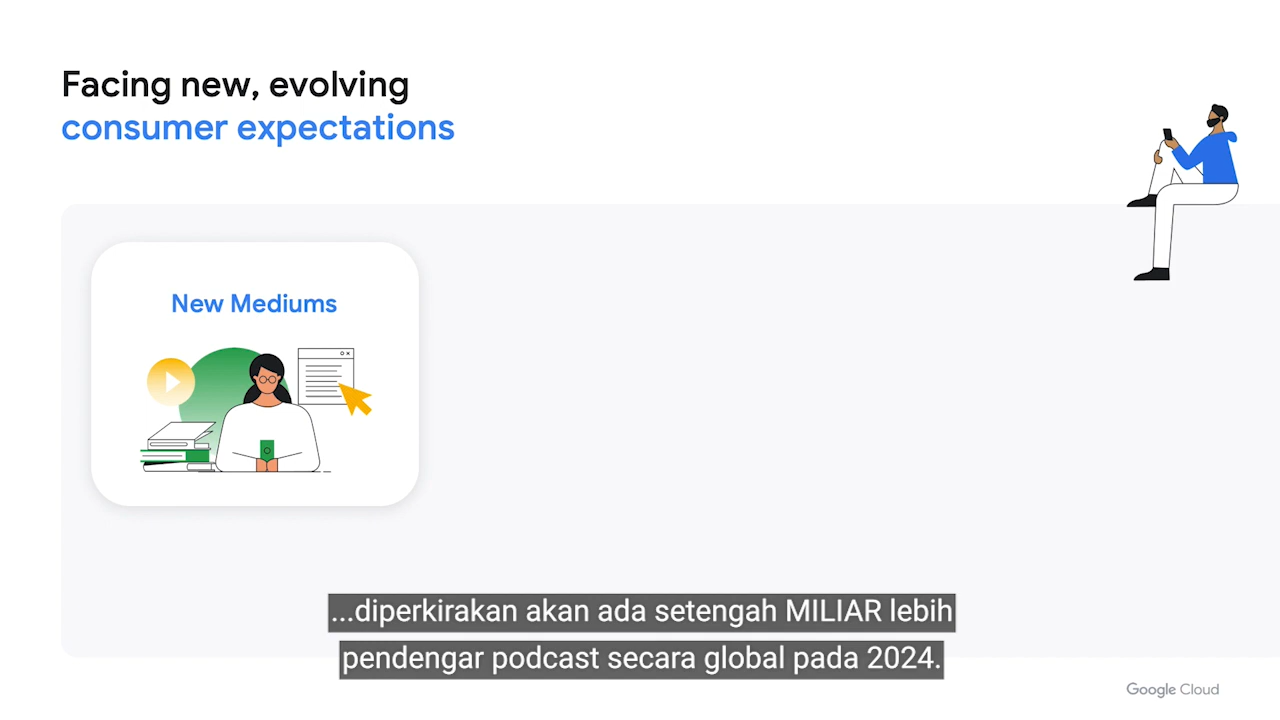 Facing new, evolving
consumer expectations
New Mediums
...diperkirakan akan ada setengah MILIAR lebih
pendengar podcast secara global pada 2024.
Google Cloud